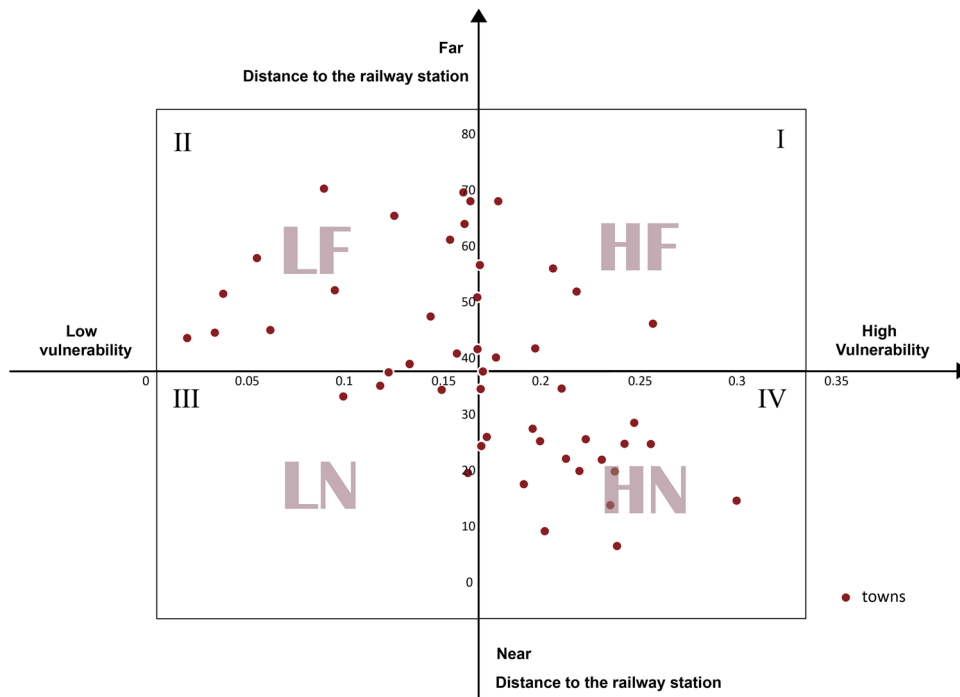 Far
Distance to the railway station
II
80
I
70
LF
HF
60
50
Low
vulnerability
High
Vulnerability
40
0
0.05
0.1
0.15
0.2
0.25
0.3
0.35
III
IV
30
20
LN
HN
10
0
towns
Near
Distance to the railway station